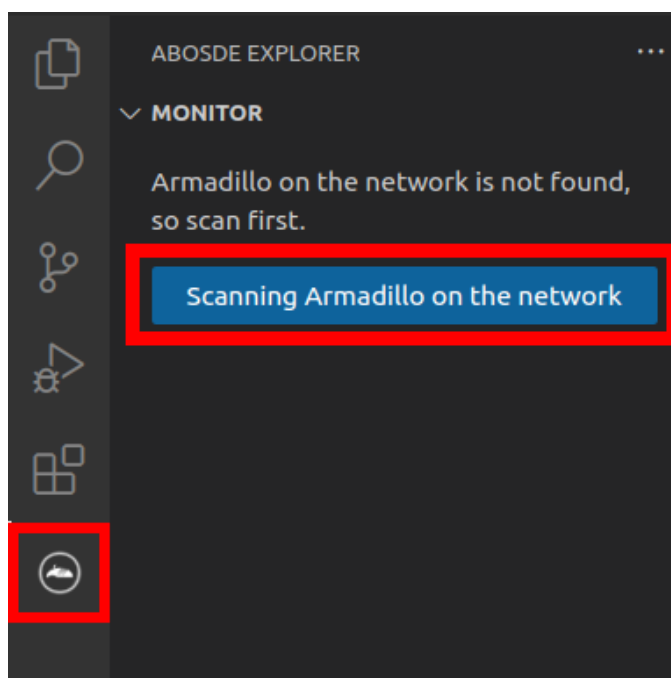 ABOSDE EXPLORER
MONITOR
Armadillo on the network is not found,
so scan first.
Scanning Armadillo on the network